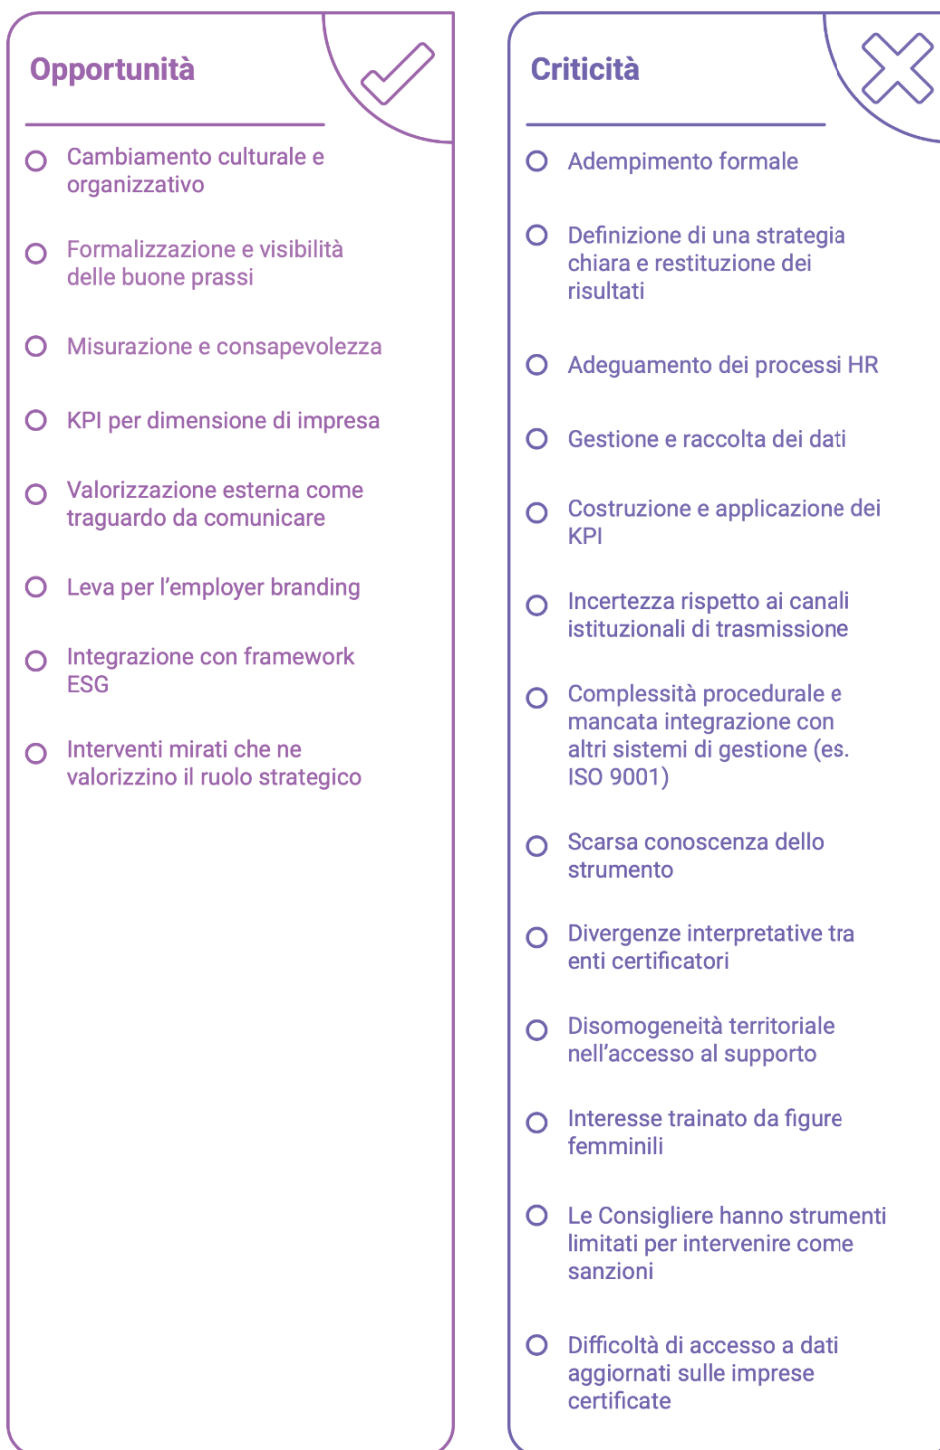 Opportunità
Cambiamento culturale e
organizzativo
Formalizzazione e visibilità
delle buone prassi
Misurazione e consapevolezza
KPI per dimensione di impresa
Valorizzazione esterna come
traguardo da comunicare
Leva per l’employer branding
Integrazione con framework
ESG
Interventi mirati che ne
valorizzino il ruolo strategico
Criticità
Adempimento formale
Definizione di una strategia
chiara e restituzione dei
risultati
Adeguamento dei processi HR
Gestione e raccolta dei dati
Costruzione e applicazione dei
KPI
Incertezza rispetto ai canali
istituzionali di trasmissione
Complessità procedurale e
mancata integrazione con
altri sistemi di gestione (es.
ISO 9001)
Scarsa conoscenza dello
strumento
Divergenze interpretative tra
enti certificatori
Disomogeneità territoriale
nell’accesso al supporto
Interesse trainato da figure
femminili
Le Consigliere hanno strumenti
limitati per intervenire come
sanzioni
Difficoltà di accesso a dati
aggiornati sulle imprese
certificate